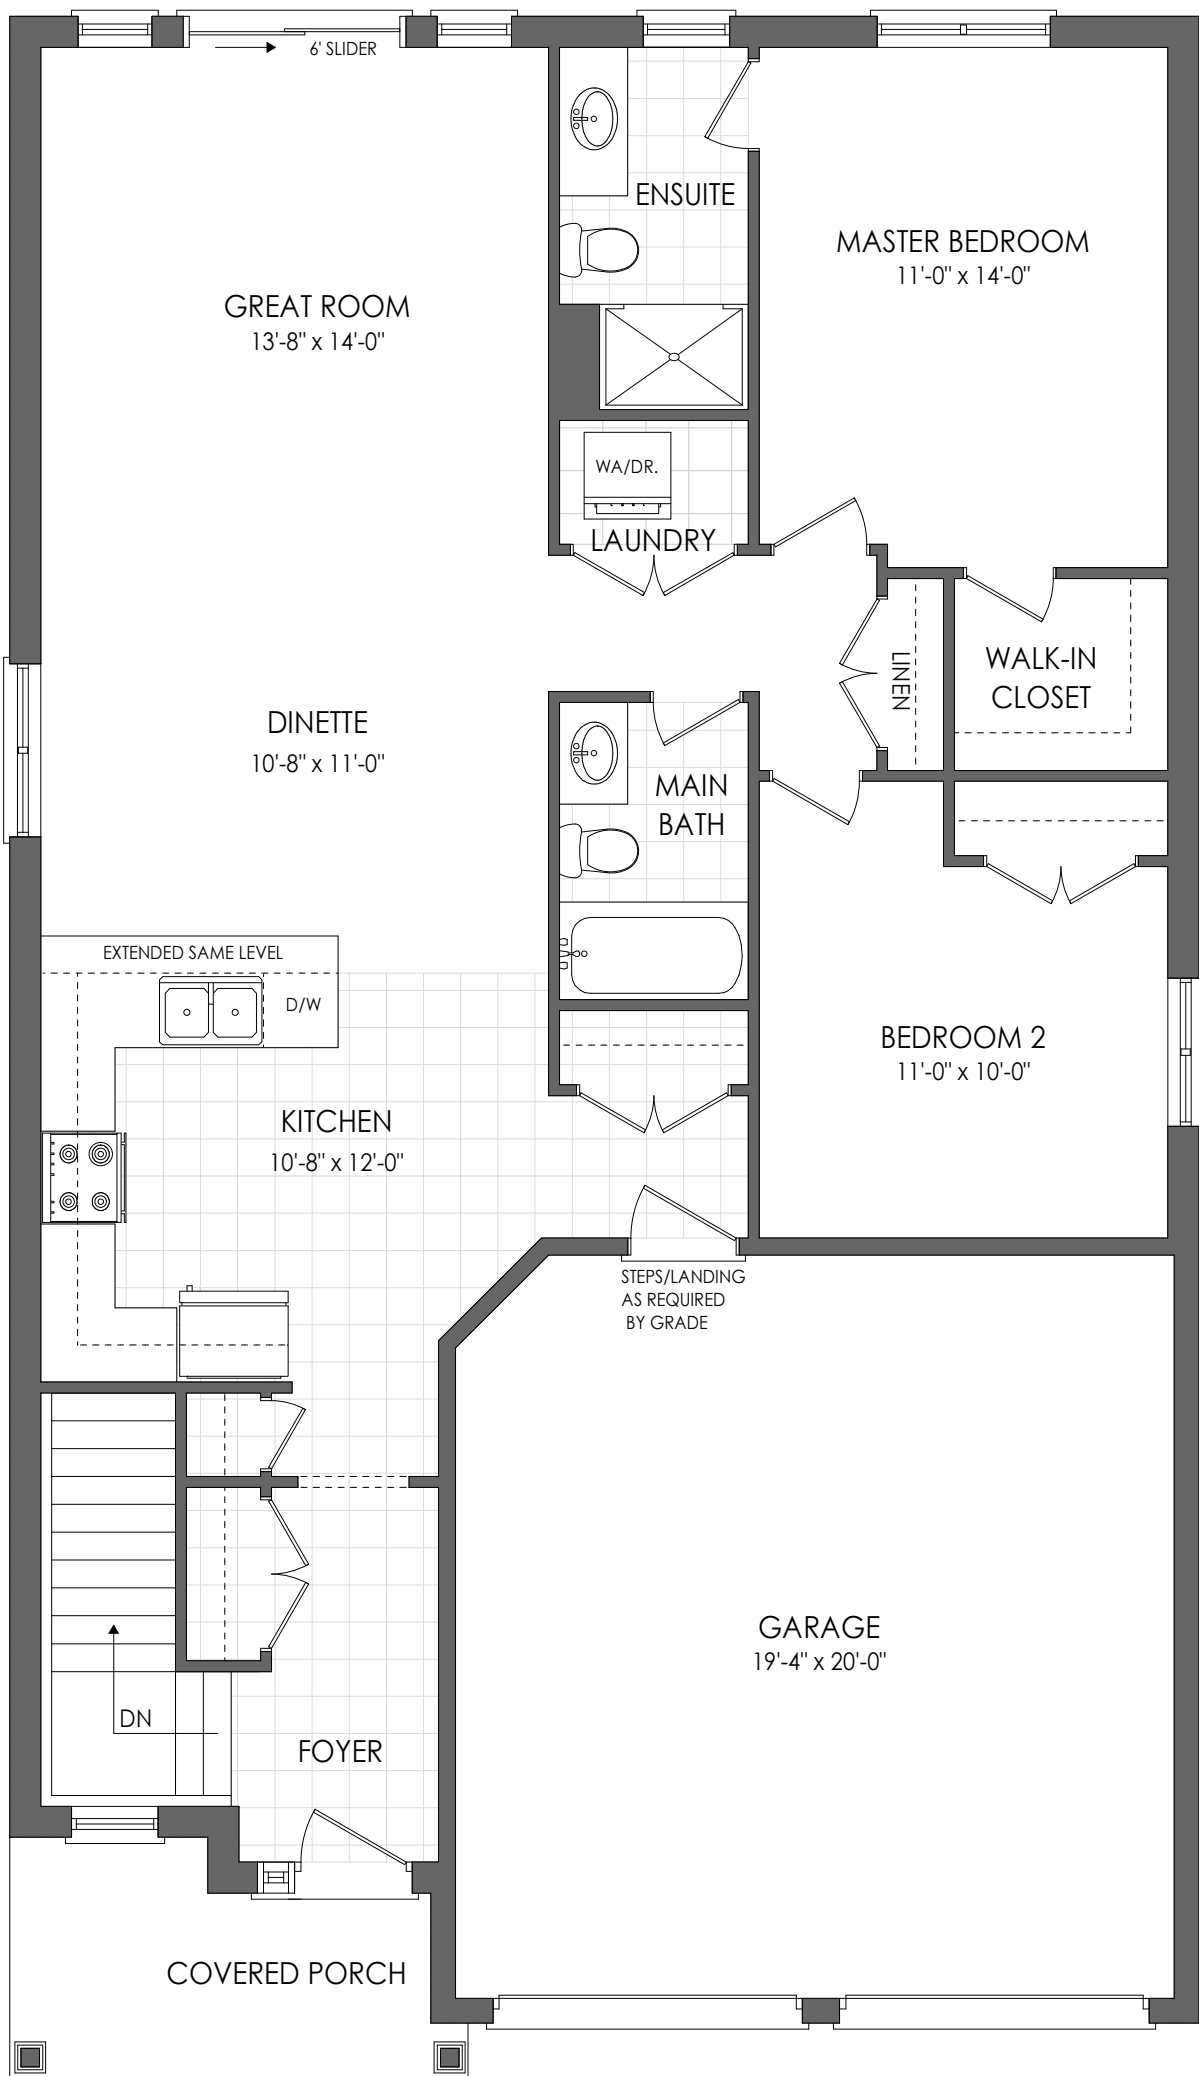 6' SLIDER
ENSUITE
MASTER BEDROOM
11'-0" x 14'-0"
GREAT ROOM
13'-8" x 14'-0"
WA/DR.
LAUNDRY
LINEN
WALK-IN
CLOSET
DINETTE
10'-8" x 11'-0"
MAIN
BATH
EXTENDED SAME LEVEL
D/W
BEDROOM 2
11'-0" x 10'-0"
KITCHEN
10'-8" x 12'-0"
STEPS/LANDING
AS REQUIRED
BY GRADE
GARAGE
19'-4" x 20'-0"
DN
FOYER
COVERED PORCH